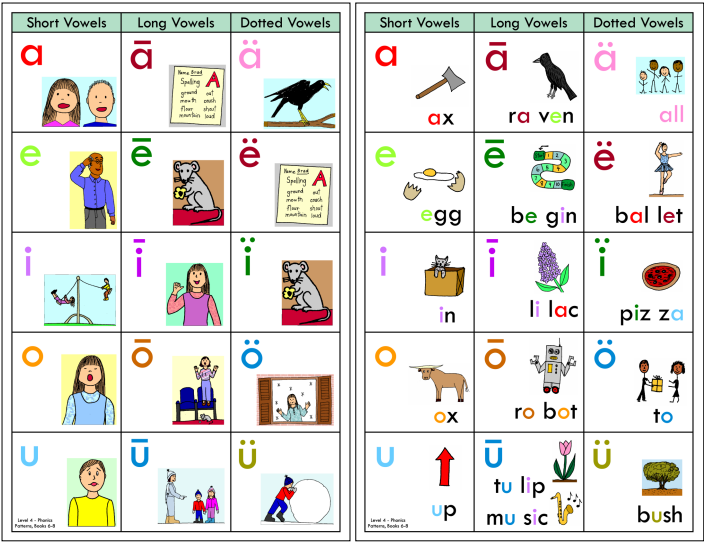 Short Vowels Long Vowels Dotted Vowels
a ā ä
Name Brad
Spelling A
ground out
mouth couch
flour shout
mountain loud
e ē ë
Name Brad
Spelling A
ground out
mouth couch
flour shout
mountain loud
i ī ï
o ō ö
u ū ü
Level 4 - Phonics
Patterns, Books 6-8
Short Vowels Long Vowels Dotted Vowels
a ā ä
ax ra ven all
e ē ë
egg be gin bal let
i ī ï
in li lac piz za
o ō ö
ox ro bot to
u ū ü
up tu lip bush
mu sic
Level 4 - Phonics
Patterns, Books 6-8